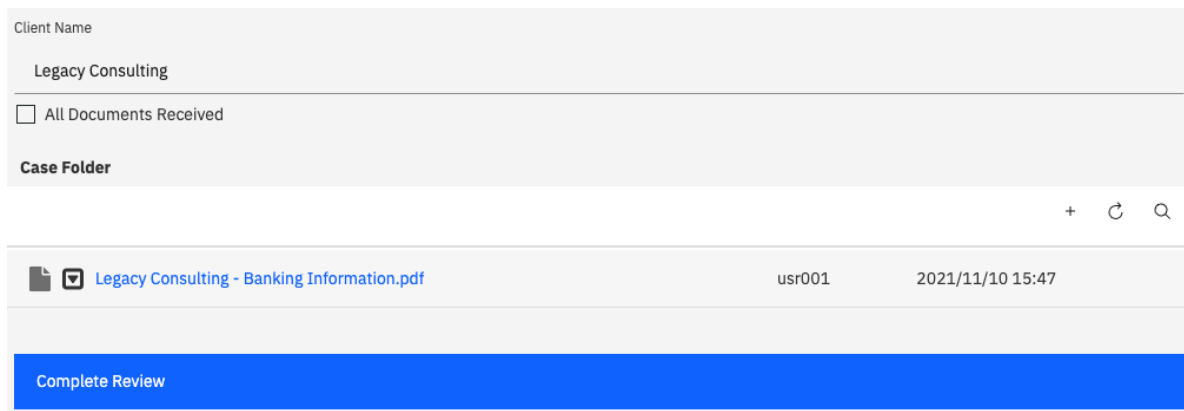 Client Name
Legacy Consulting
All Documents Received
Case Folder
Legacy Consulting - Banking Information.pdf usr001 2021/11/10 15:47
Complete Review